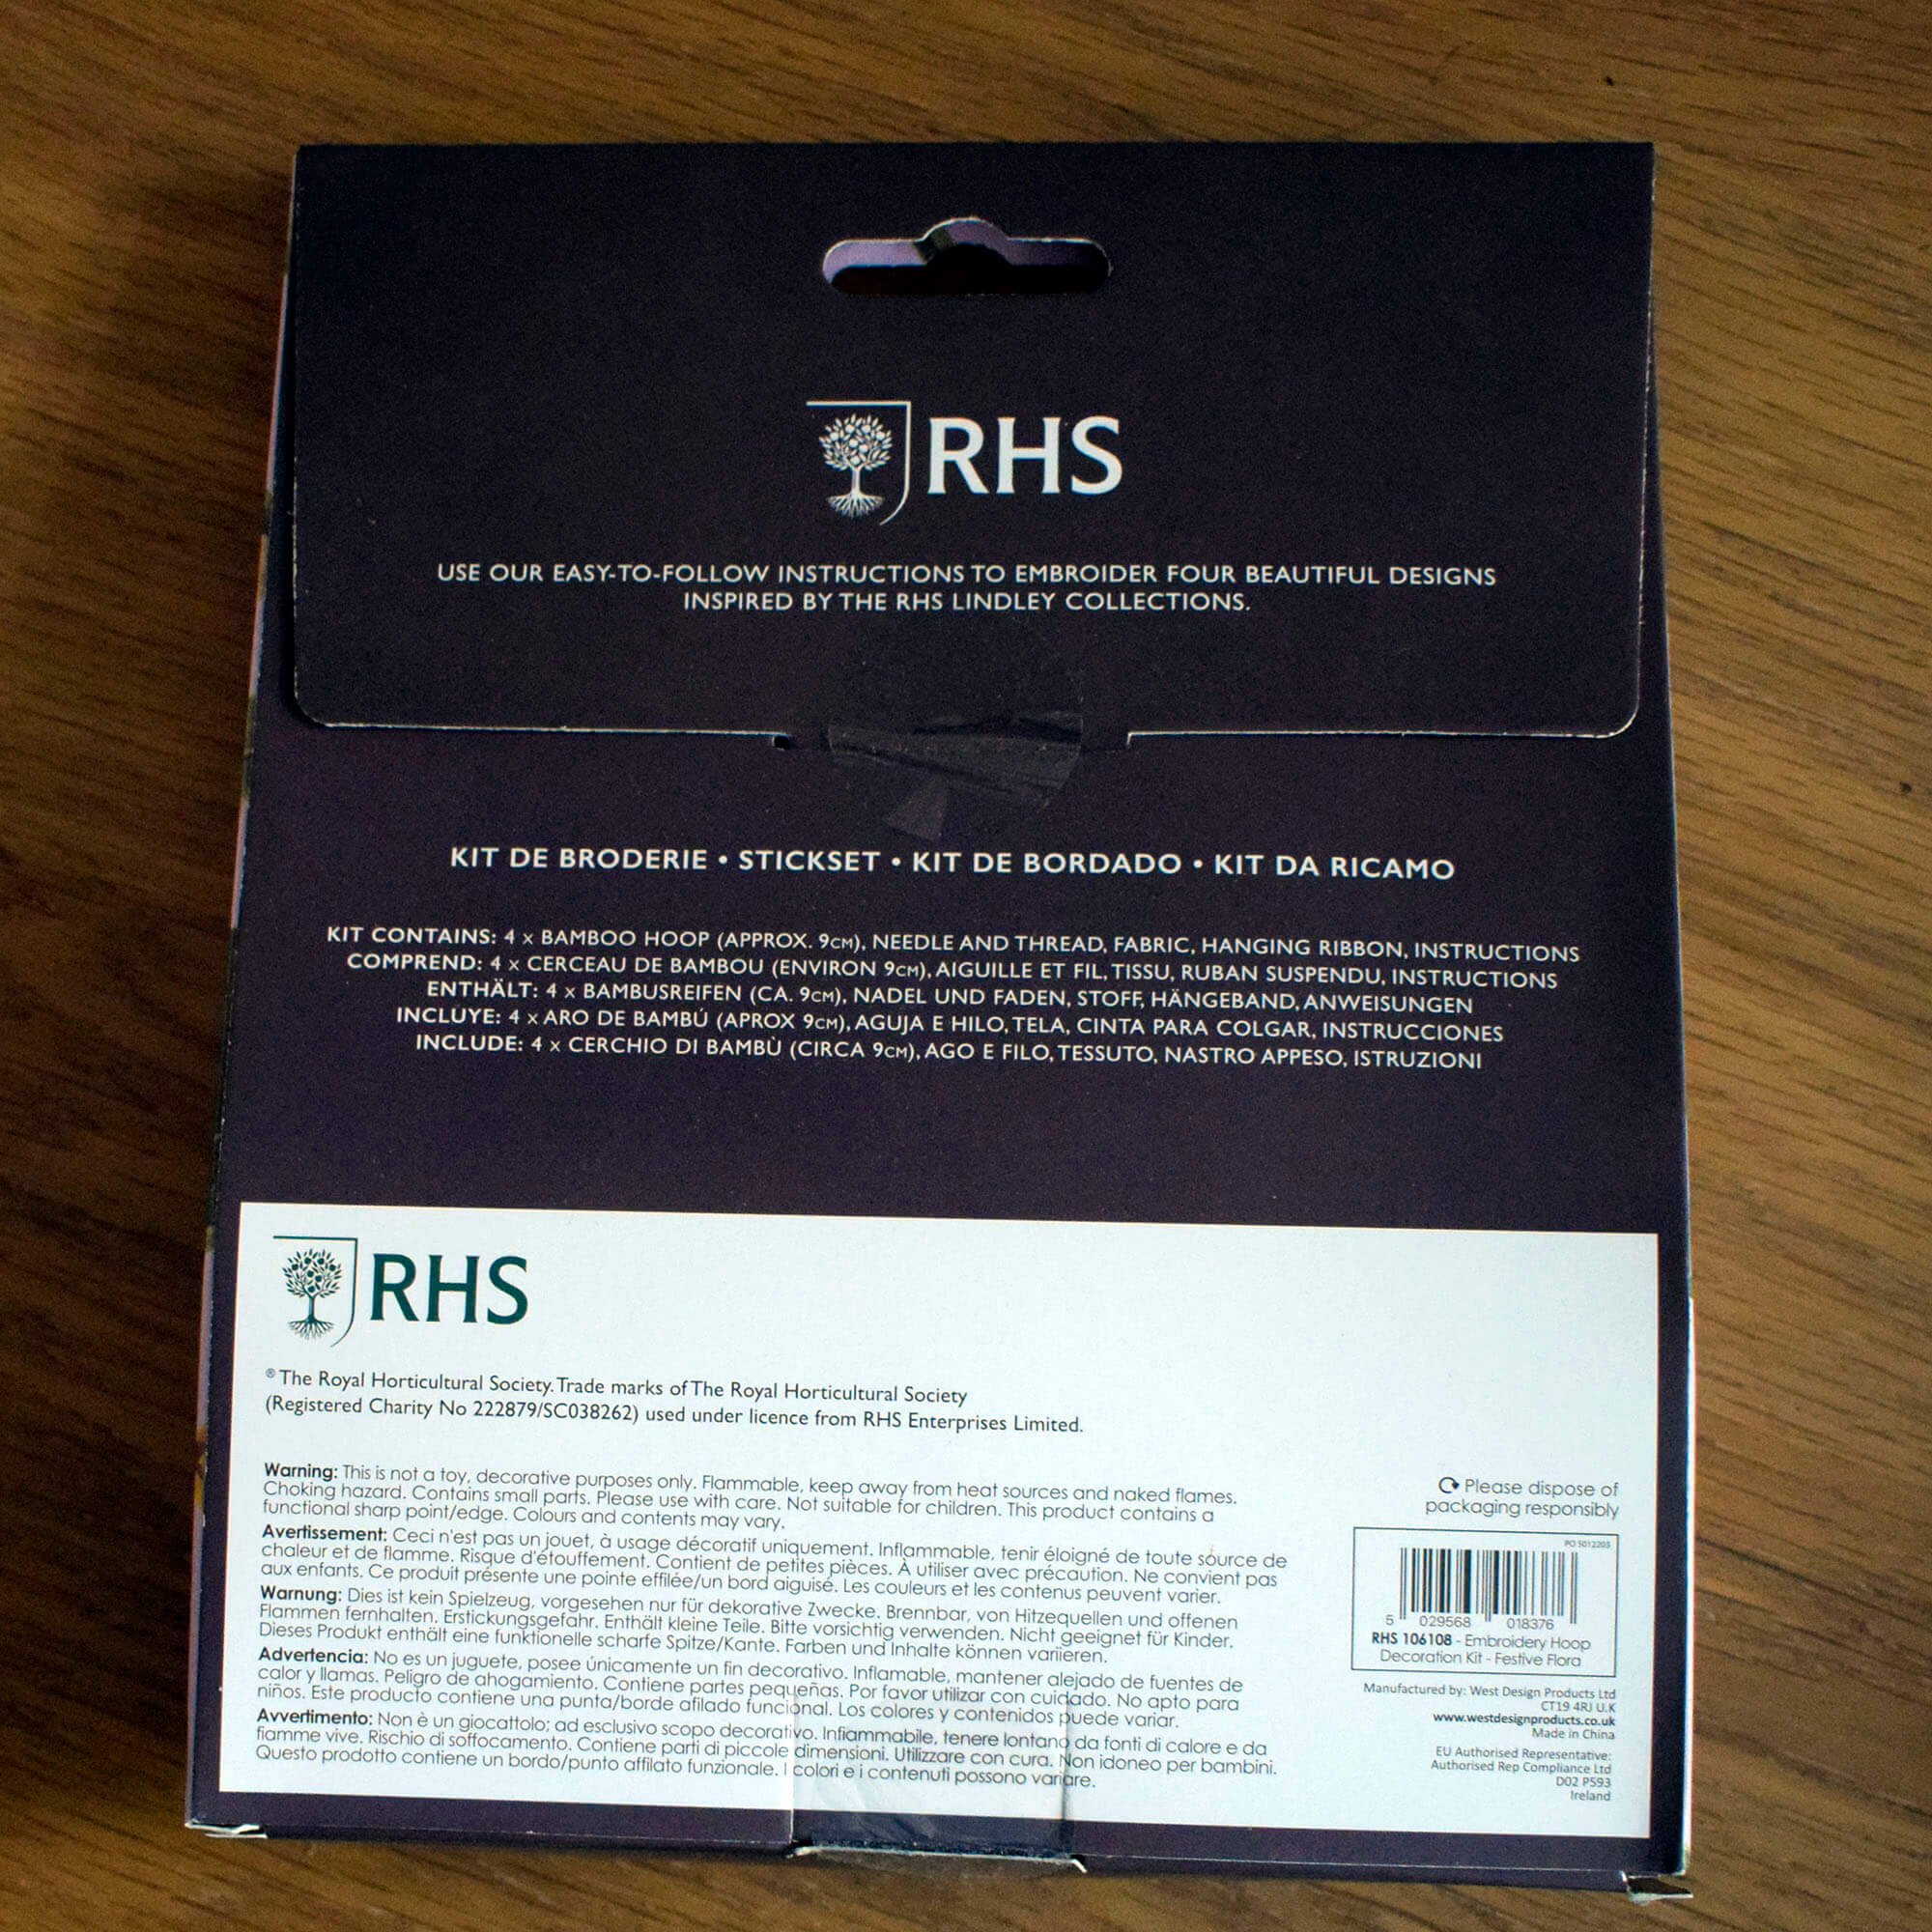 RHS
USE OUR EASY-TO-FOLLOW INSTRUCTIONS TO EMBROIDER FOUR BEAUTIFUL DESIGNS
INSPIRED BY THE RHS LINDLEY COLLECTIONS.
KIT DE BRODERIE • STICKSET • KIT DE BORDADO • KIT DA RICAMO
KIT CONTAINS: 4 x BAMBOO HOOP (APPROX. 9CM), NEEDLE AND THREAD, FABRIC, HANGING RIBBON, INSTRUCTIONS
COMPREND: 4 x CERCEAU DE BAMBOU (ENVIRON 9CM), AIGUILLE ET FIL, TISSU, RUBAN SUSPENDU, INSTRUCTIONS
ENTHÄLT: 4 x BAMBUSREIFEN (CA. 9CM), NADEL UND FADEN, STOFF, HÄNGEBAND, ANWEISUNGEN
INCLUYE: 4 x ARO DE BAMBÚ (APROX 9CM), AGUJA E HILO, TELA, CINTA PARA COLGAR, INSTRUCCIONES
INCLUDE: 4 x CERCHIO DI BAMBÙ (CIRCA 9CM), AGO E FILO, TESSUTO, NASTRO APPESO, ISTRUZIONI
RHS
® The Royal Horticultural Society. Trade marks of The Royal Horticultural Society
(Registered Charity No 222879/SC038262) used under licence from RHS Enterprises Limited.
Warning: This is not a toy, decorative purposes only. Flammable, keep away from heat sources and naked flames.
Choking hazard. Contains small parts. Please use with care. Not suitable for children. This product contains a
functional sharp point/edge. Colours and contents may vary.
Avertissement: Ceci n'est pas un jouet, à usage décoratif uniquement. Inflammable, tenir éloigné de toute source de
chaleur et de flamme. Risque d'étouffement. Contient de petites pièces. À utiliser avec précaution. Ne convient pas
aux enfants. Ce produit présente une pointe effilée/un bord aiguisé. Les couleurs et les contenus peuvent varier.
Warnung: Dies ist kein Spielzeug, vorgesehen nur für dekorative Zwecke. Brennbar, von Hitzequellen und offenen
Flammen fernhalten. Erstickungsgefahr. Enthält kleine Teile. Bitte vorsichtig verwenden. Nicht geeignet für Kinder.
Dieses Produkt enthält eine funktionelle scharfe Spitze/Kante. Farben und Inhalte können variieren.
Advertencia: No es un juguete, posee únicamente un fin decorativo. Inflamable, mantener alejado de fuentes de
calor y llamas. Peligro de ahogamiento. Contiene partes pequeñas. Por favor utilizar con cuidado. No apto para
niños. Este producto contiene una punta/borde afilado funcional. Los colores y contenidos puede variar.
Avvertimento: Non è un giocattolo; ad esclusivo scopo decorativo. Infiammabile, tenere lontano da fonti di calore e da
fiamme vive. Rischio di soffocamento. Contiene parti di piccole dimensioni. Utilizzare con cura. Non idoneo per bambini.
Questo prodotto contiene un bordo/punto affilato funzionale. I colori e i contenuti possono variare.
Please dispose of
packaging responsibly
PO 5012203
5 029568 018376
RHS 106108 - Embroidery Hoop
Decoration Kit - Festive Flora
Manufactured by: West Design Products Ltd
CT19 4RJ U.K
www.westdesignproducts.co.uk
Made in China
EU Authorised Representative:
Authorised Rep Compliance Ltd
D02 P593
Ireland